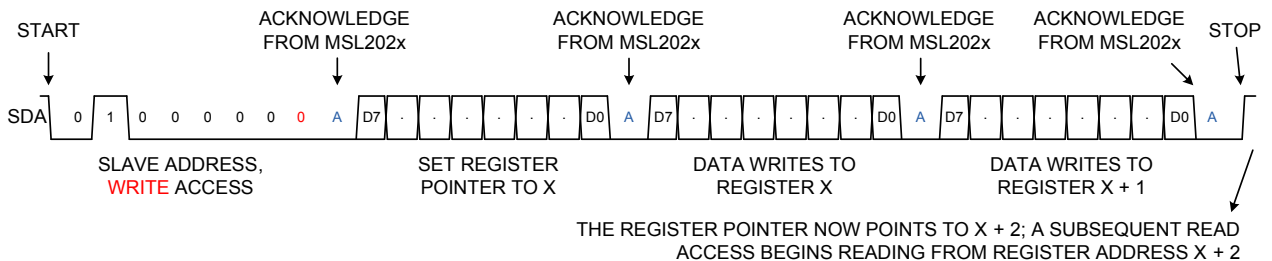 START
ACKNOWLEDGE
FROM MSL202x
ACKNOWLEDGE
FROM MSL202x
ACKNOWLEDGE
FROM MSL202x
ACKNOWLEDGE
FROM MSL202x
STOP
SDA 0 1 0 0 0 0 0 0 A D7 · · · · · · D0 A D7 · · · · · · D0 A D7 · · · · · · D0 A
SLAVE ADDRESS,
WRITE ACCESS
SET REGISTER
POINTER TO X
DATA WRITES TO
REGISTER X
DATA WRITES TO
REGISTER X + 1
THE REGISTER POINTER NOW POINTS TO X + 2; A SUBSEQUENT READ
ACCESS BEGINS READING FROM REGISTER ADDRESS X + 2